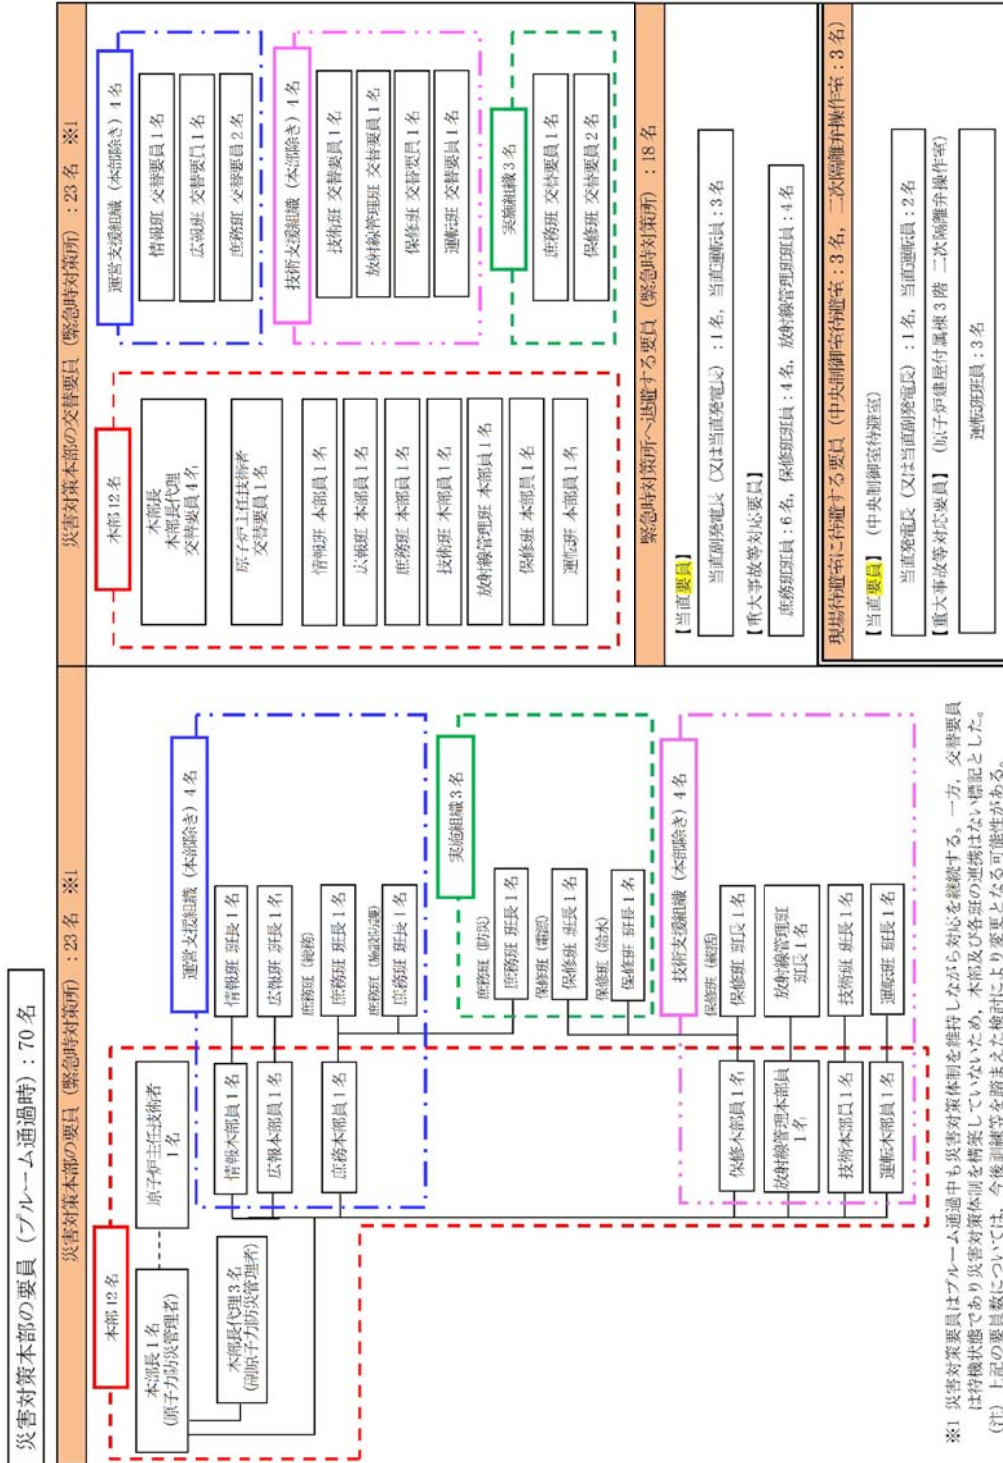 災害対策本部の要員（プルーム通過時）：70名
災害対策本部の要員（緊急時対策所）：23名　※1
本部12名
本部長1名
(原子力防災管理者)
原子炉主任技術者
1名
本部長代理3名
(副原子力防災管理者)
運営支援組織（本部除き）4名
情報本部員1名
情報班 班長1名
広報本部員1名
広報班 班長1名
庶務班（総務）
庶務本部員1名
庶務班 班長1名
庶務班（施設防護）
庶務班 班長1名
実施組織3名
庶務班（防災）
庶務班 班長1名
保修班（電源）
保修班 班長1名
保修班（給水）
保修班 班長1名
技術支援組織（本部除き）4名
保修班（統括）
保修本部員1名
保修班 班長1名
放射線管理本部員
1名
放射線管理班
班長1名
技術本部員1名
技術班 班長1名
運転本部員1名
運転班 班長1名
災害対策本部の交替要員（緊急時対策所）：23名　※1
本部12名
本部長
本部長代理
交替要員4名
原子炉主任技術者
交替要員1名
情報班 本部員1名
広報班 本部員1名
庶務班 本部員1名
技術班 本部員1名
放射線管理班 本部員1名
保修班 本部員1名
運転班 本部員1名
運営支援組織（本部除き）4名
情報班 交替要員1名
広報班 交替要員1名
庶務班 交替要員2名
技術支援組織（本部除き）4名
技術班 交替要員1名
放射線管理班 交替要員1名
保修班 交替要員1名
運転班 交替要員1名
実施組織3名
庶務班 交替要員1名
保修班 交替要員2名
緊急時対策所へ退避する要員（緊急時対策所）：18名
【当直要員】
当直副発電長（又は当直発電長）：1名，当直運転員：3名
【重大事故等対応要員】
庶務班班員：6名，保修班班員：4名，放射線管理班班員：4名
現場待避室に待避する要員（中央制御室待避室：3名，二次隔離弁操作室：3名）
【当直要員】（中央制御室待避室）
当直発電長（又は当直副発電長）：1名，当直運転員：2名
【重大事故等対応要員】（原子炉建屋付属棟3階 二次隔離弁操作室）
運転班班員：3名
※1 災害対策要員はプルーム通過中も災害対策体制を維持しながら対応を継続する。一方，交替要員
は待機状態であり災害対策体制を構築していないため，本部及び各班の連携はない標記とした。
(注) 上記の要員数については，今後訓練等を踏まえた検討により変更となる可能性がある。